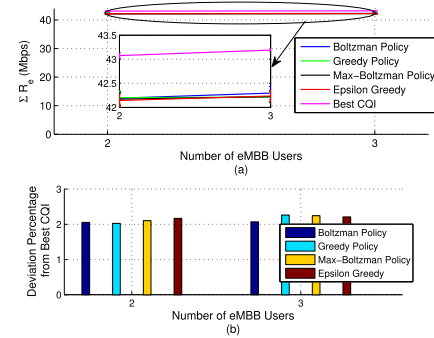 40
30
20
10
0
Σ Re (Mbps)
43.5
43
42.5
42
2
3
Boltzman Policy
Greedy Policy
Max−Boltzman Policy
Epsilon Greedy
Best CQI
2
3
Number of eMBB Users
(a)
3
2
1
0
Deviation Percentage
from Best CQI
Boltzman Policy
Greedy Policy
Max−Boltzman Policy
Epsilon Greedy
2
3
Number of eMBB Users
(b)